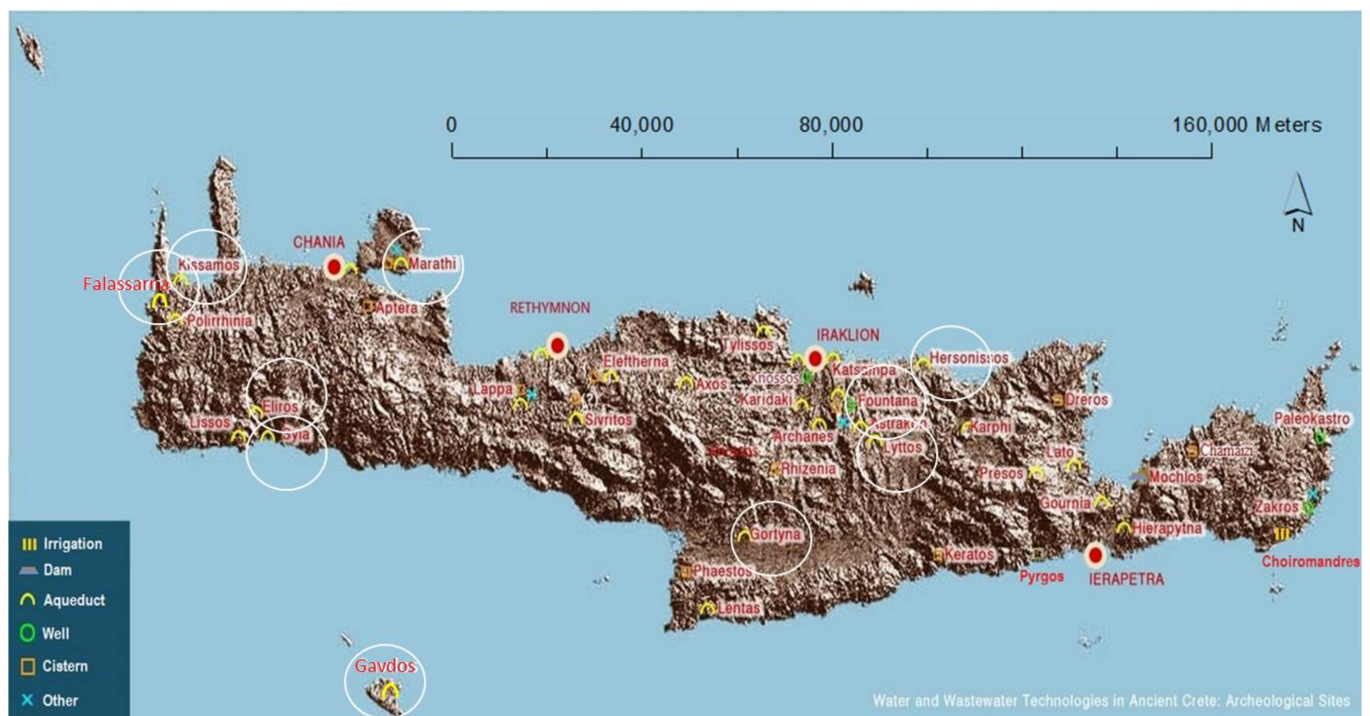 0 40,000 80,000 160,000 Meters
N
CHANIA
Kissamos
Marathi
Falassarna
Aptera
Polirrhinia
RETHYMNON
Tylissos
IRAKLION
Hersonissos
Eleftherna
Katsampa
Knossos
Axos
Lappa
Karidaki
Fountana
Dreros
Eliros
Sivritos
Archanes
Astrakoi
Karphi
Paleokastro
Lissos
Syia
Lyttos
Chamaizi
Rhizenia
Presos
Lato
Mochlos
Gournia
Zakros
Gortyna
Hierapytna
Keratos
Choiromandres
Phaestos
Pyrgos
IERAPETRA
Lentas
Gavdos
Irrigation
Dam
Aqueduct
Well
Cistern
Other
Water and Wastewater Technologies in Ancient Crete: Archeological Sites